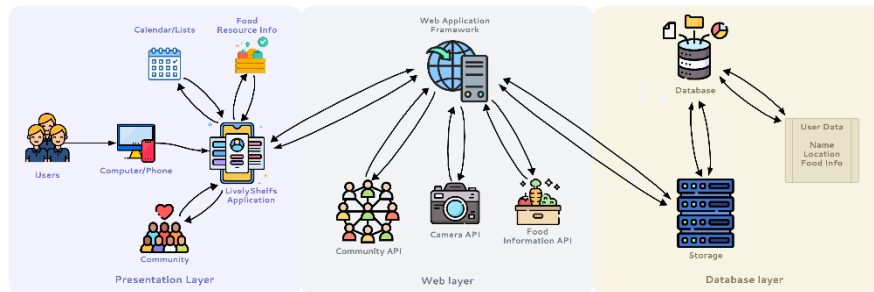 Calendar/Lists
Food
Resource Info
Users
Computer/Phone
LivelyShelfs
Application
Community
Presentation Layer
Web Application
Framework
Community API
Camera API
Food
Information API
Web layer
Database
User Data
Name
Location
Food Info
Storage
Database layer